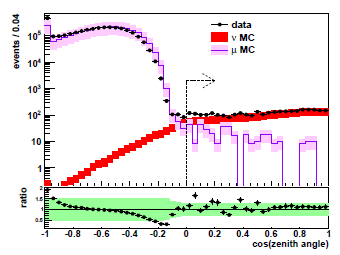 data
ν MC
μ MC
events / 0.04
10⁵
10⁴
10³
10²
10
1
ratio
2
1.5
1
0.5
-1 -0.8 -0.6 -0.4 -0.2 0 0.2 0.4 0.6 0.8 1
cos(zenith angle)